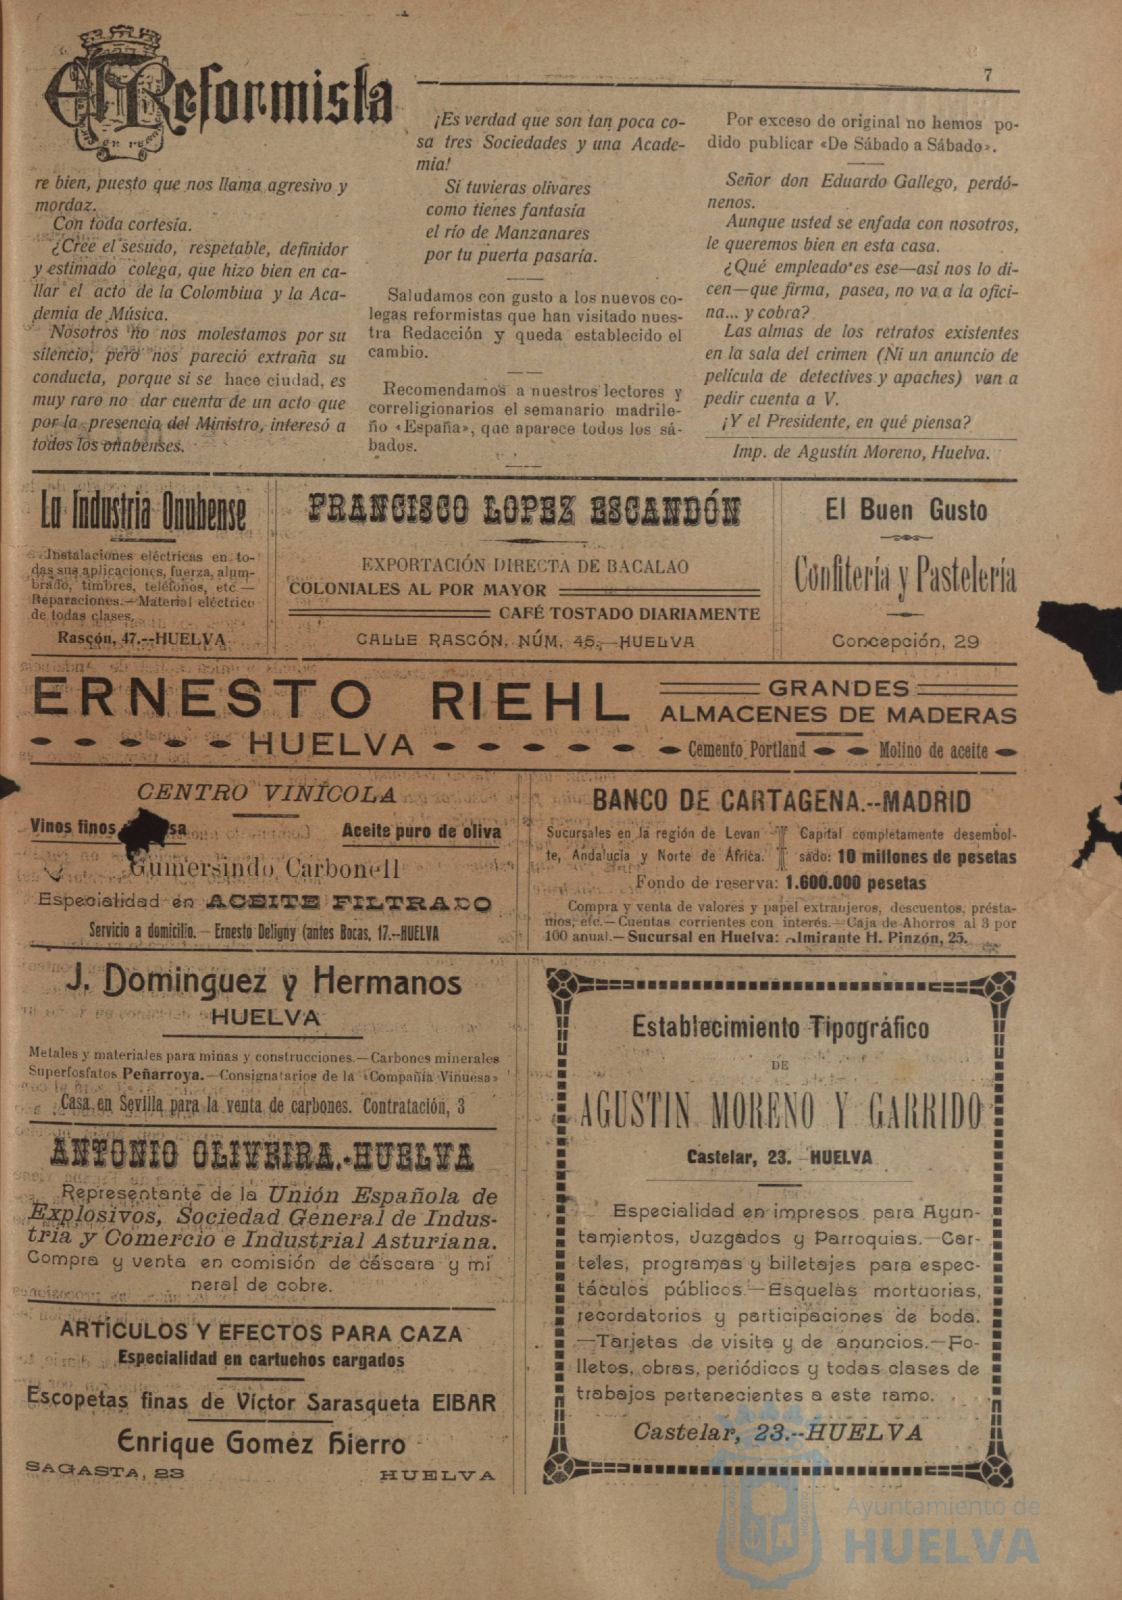 El Reformista
7
re bien, puesto que nos llama agresivo y
mordaz.
Con toda cortesía.
¿Cree el sesudo, respetable, definidor
y estimado colega, que hizo bien en ca-
llar el acto de la Colombina y la Aca-
demia de Música.
Nosotros no nos molestamos por su
silencio; pero nos pareció extraña su
conducta, porque si se hace ciudad, es
muy raro no dar cuenta de un acto que
por la presencia del Ministro, interesó a
todos los onubenses.
¡Es verdad que son tan poca co-
sa tres Sociedades y una Acade-
mia!
Si tuvieras olivares
como tienes fantasía
el río de Manzanares
por tu puerta pasaría.
Saludamos con gusto a los nuevos co-
legas reformistas que han visitado nues-
tra Redacción y queda establecido el
cambio.
Recomendamos a nuestros lectores y
correligionarios el semanario madrile-
ño «España», que aparece todos los sá-
bados.
Por exceso de original no hemos po-
dido publicar «De Sábado a Sábado».
Señor don Eduardo Gallego, perdó-
nenos.
Aunque usted se enfada con nosotros,
le queremos bien en esta casa.
¿Qué empleado es ese—así nos lo di-
cen—que firma, pasea, no va a la ofici-
na... y cobra?
Las almas de los retratos existentes
en la sala del crimen (Ni un anuncio de
película de detectives y apaches) van a
pedir cuenta a V.
¡Y el Presidente, en qué piensa?
Imp. de Agustín Moreno, Huelva.
La Industria Onubense
Instalaciones eléctricas en to-
das sus aplicaciones, fuerza, alum-
brado, timbres, teléfonos, etc.—
Reparaciones.—Material eléctrico
de todas clases.
Rascón, 47.--HUELVA
FRANCISCO LOPEZ ESCANDÓN
EXPORTACIÓN DIRECTA DE BACALAO
COLONIALES AL POR MAYOR
CAFÉ TOSTADO DIARIAMENTE
CALLE RASCÓN, NÚM. 45.—HUELVA
El Buen Gusto
Confitería y Pastelería
Concepción, 29
ERNESTO RIEHL
HUELVA
GRANDES
ALMACENES DE MADERAS
Cemento Portland
Molino de aceite
CENTRO VINÍCOLA
Vinos finos
Aceite puro de oliva
Gumersindo Carbonell
Especialidad en ACEITE FILTRADO
Servicio a domicilio.— Ernesto Deligny (antes Bocas, 17.--HUELVA
BANCO DE CARTAGENA.--MADRID
Sucursales en la región de Levan
te, Andalucía y Norte de África.
Capital completamente desembol-
sado: 10 millones de pesetas
Fondo de reserva: 1.600.000 pesetas
Compra y venta de valores y papel extranjeros, descuentos, présta-
mos, etc.—Cuentas corrientes con interés.—Caja de Ahorros al 3 por
100 anual.—Sucursal en Huelva: Almirante H. Pinzón, 25.
J. Dominguez y Hermanos
HUELVA
Metales y materiales para minas y construcciones.—Carbones minerales
Superfosfatos Peñarroya.—Consignatarios de la «Compañía Vinuesa»
Casa en Sevilla para la venta de carbones. Contratación, 3
ANTONIO OLIVEIRA.-HUELVA
Representante de la Unión Española de
Explosivos, Sociedad General de Indus-
tria y Comercio e Industrial Asturiana.
Compra y venta en comisión de cáscara y mi
neral de cobre.
ARTÍCULOS Y EFECTOS PARA CAZA
Especialidad en cartuchos cargados
Escopetas finas de Víctor Sarasqueta EIBAR
Enrique Gomez Hierro
SAGASTA, 23
HUELVA
Establecimiento Tipográfico
DE
AGUSTIN MORENO Y GARRIDO
Castelar, 23. HUELVA
Especialidad en impresos para Ayun-
tamientos, Juzgados y Parroquias.—Car-
teles, programas y billetajes para espec-
táculos públicos.—Esquelas mortuorias,
recordatorios y participaciones de boda.
—Tarjetas de visita y de anuncios.—Fo-
lletos, obras, periódicos y todas clases de
trabajos pertenecientes a este ramo.
Castelar, 23.--HUELVA
Ayuntamiento de
HUELVA